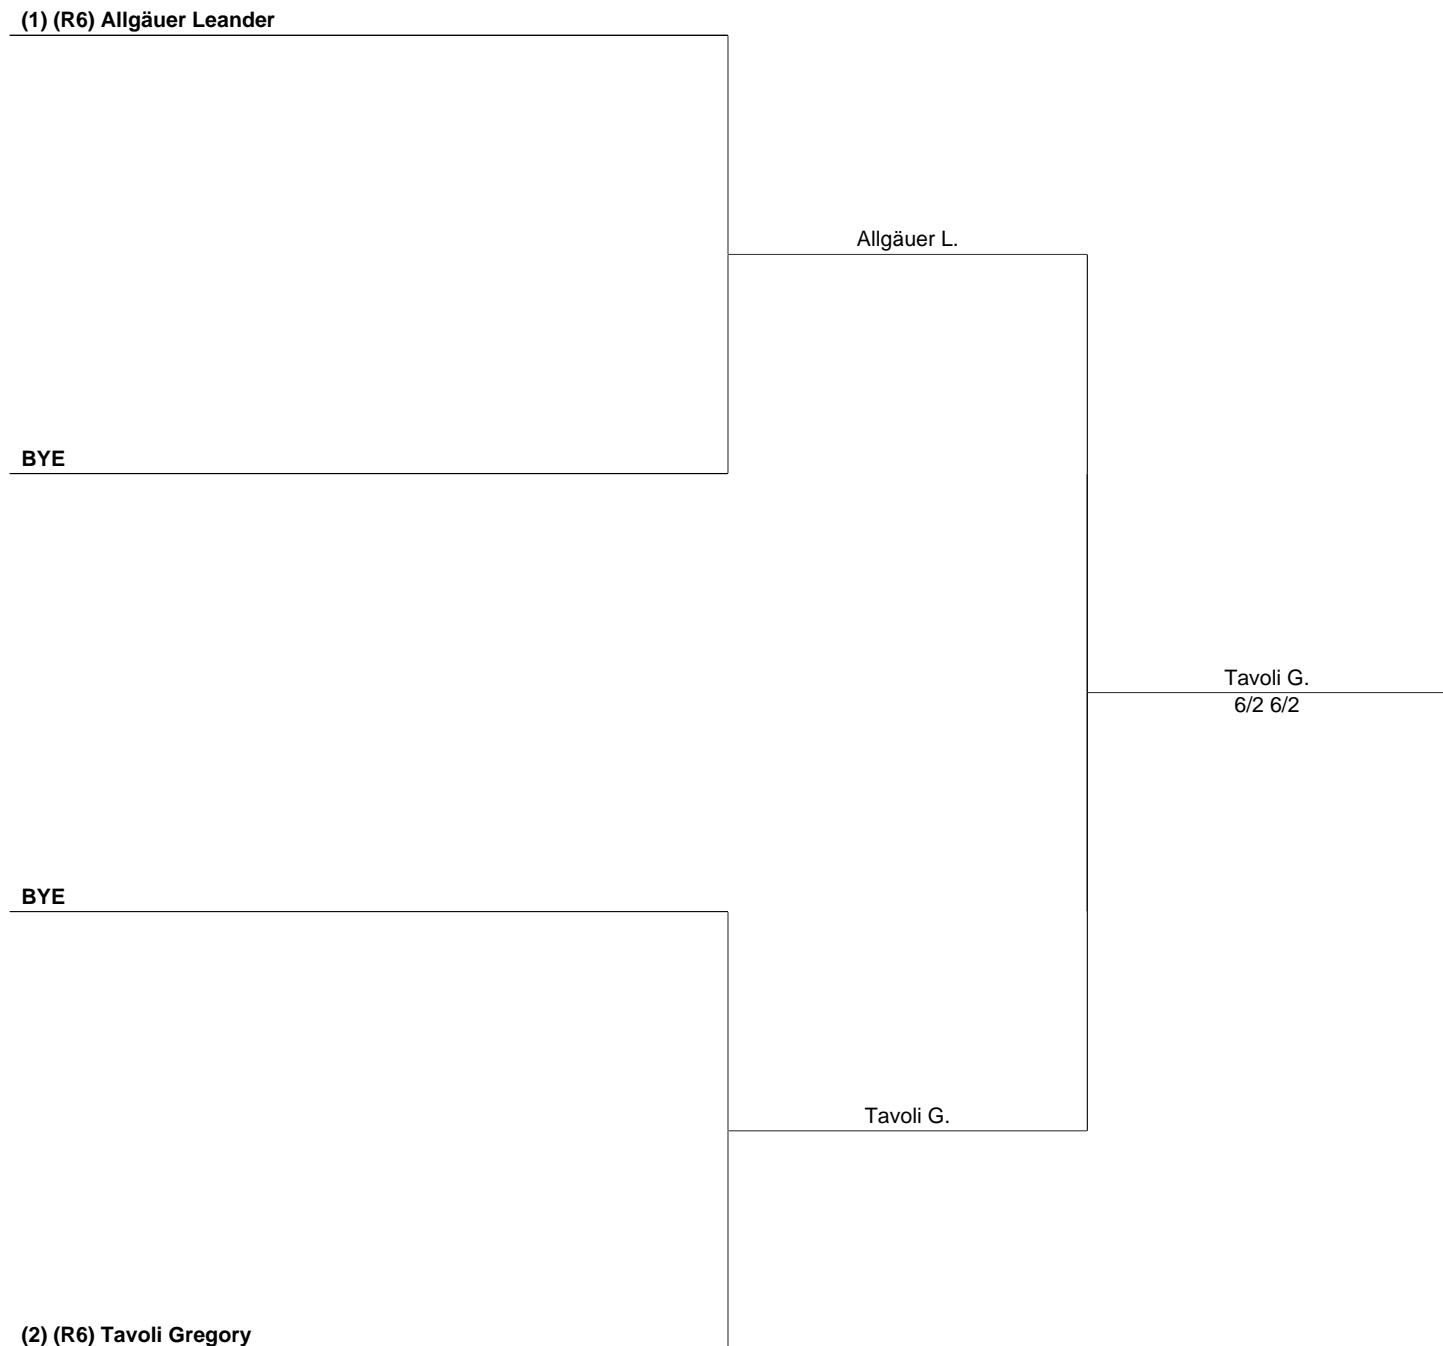 (1) (R6) Allgäuer Leander
Allgäuer L.
BYE
Tavoli G.
6/2 6/2
BYE
Tavoli G.
(2) (R6) Tavoli Gregory